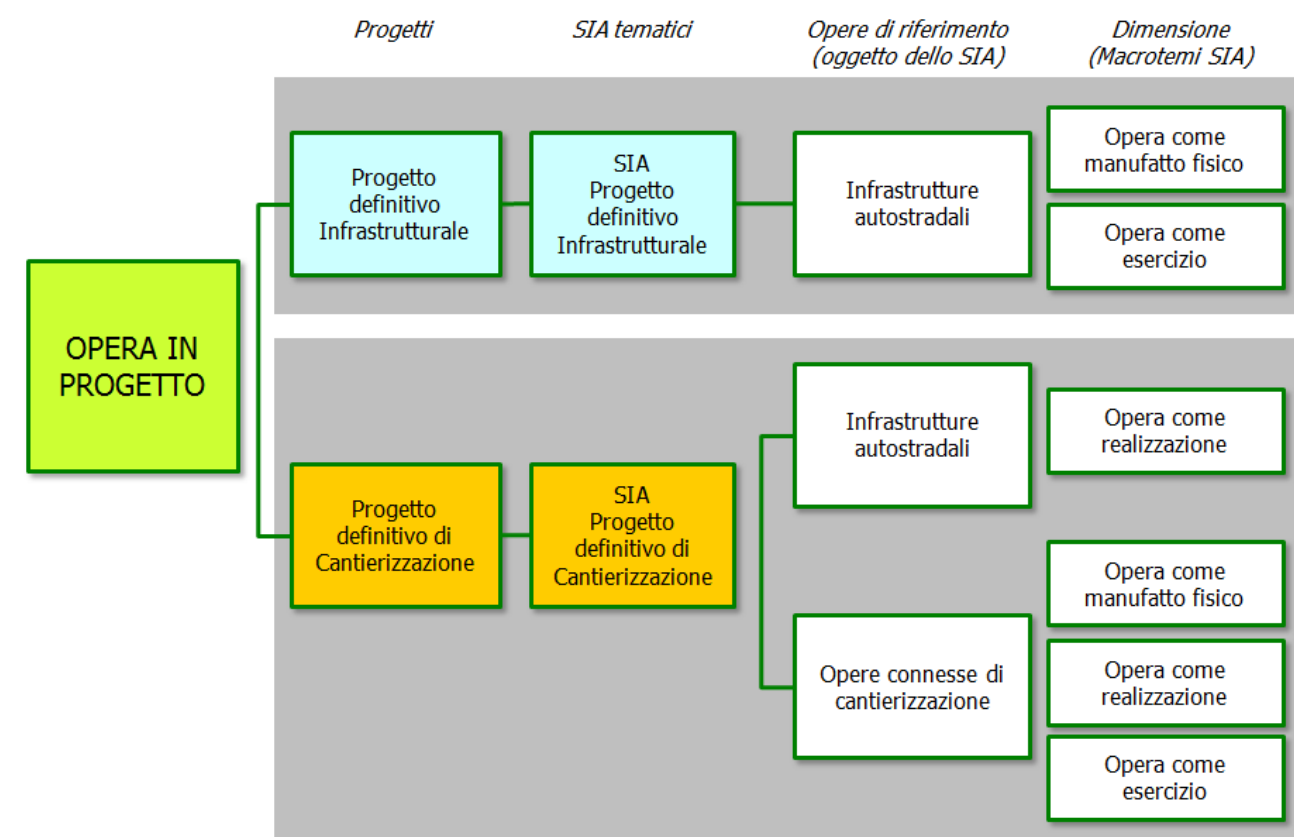 Progetti
SIA tematici
Opere di riferimento
(oggetto dello SIA)
Dimensione
(Macrotemi SIA)
OPERA IN
PROGETTO
Progetto
definitivo
Infrastrutturale
SIA
Progetto
definitivo
Infrastrutturale
Infrastrutture
autostradali
Opera come
manufatto fisico
Opera come
esercizio
Progetto
definitivo di
Cantierizzazione
SIA
Progetto
definitivo di
Cantierizzazione
Infrastrutture
autostradali
Opera come
realizzazione
Opere connesse di
cantierizzazione
Opera come
manufatto fisico
Opera come
realizzazione
Opera come
esercizio